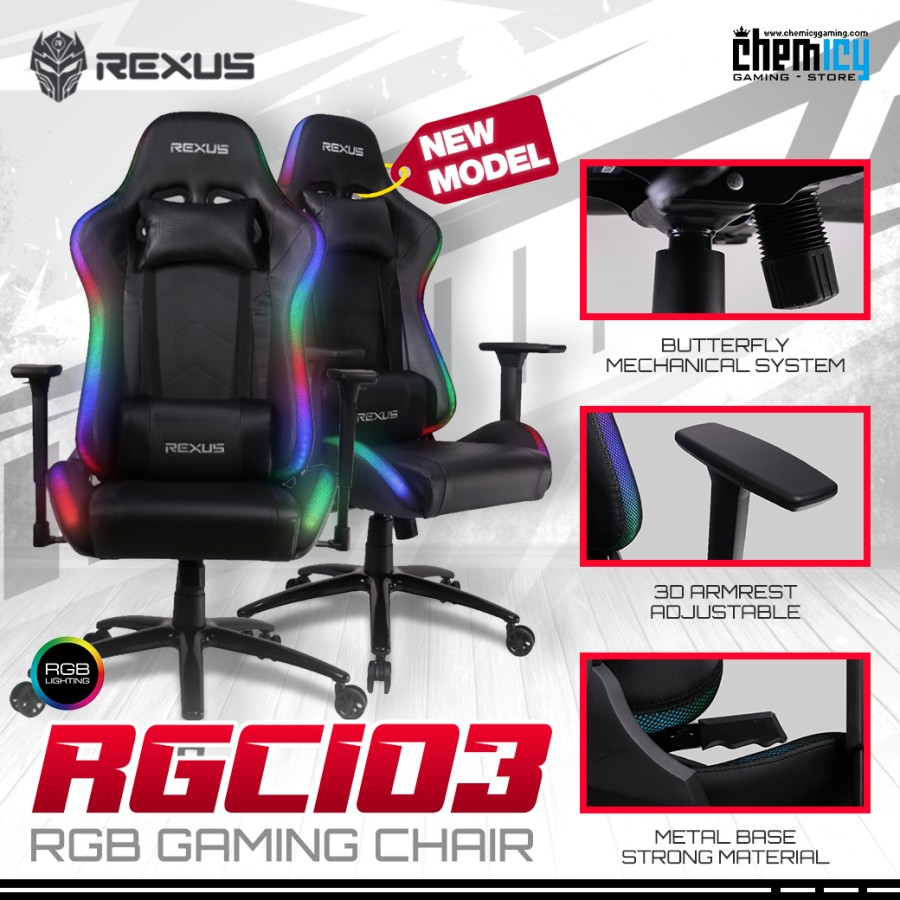 REXUS
www.chemicygaming.com
Chemicy
GAMING - STORE
REXUS
REXUS
NEW
MODEL
REXUS
REXUS
BUTTERFLY
MECHANICAL SYSTEM
3D ARMREST
ADJUSTABLE
RGB
LIGHTING
RGC103
RGB GAMING CHAIR
METAL BASE
STRONG MATERIAL